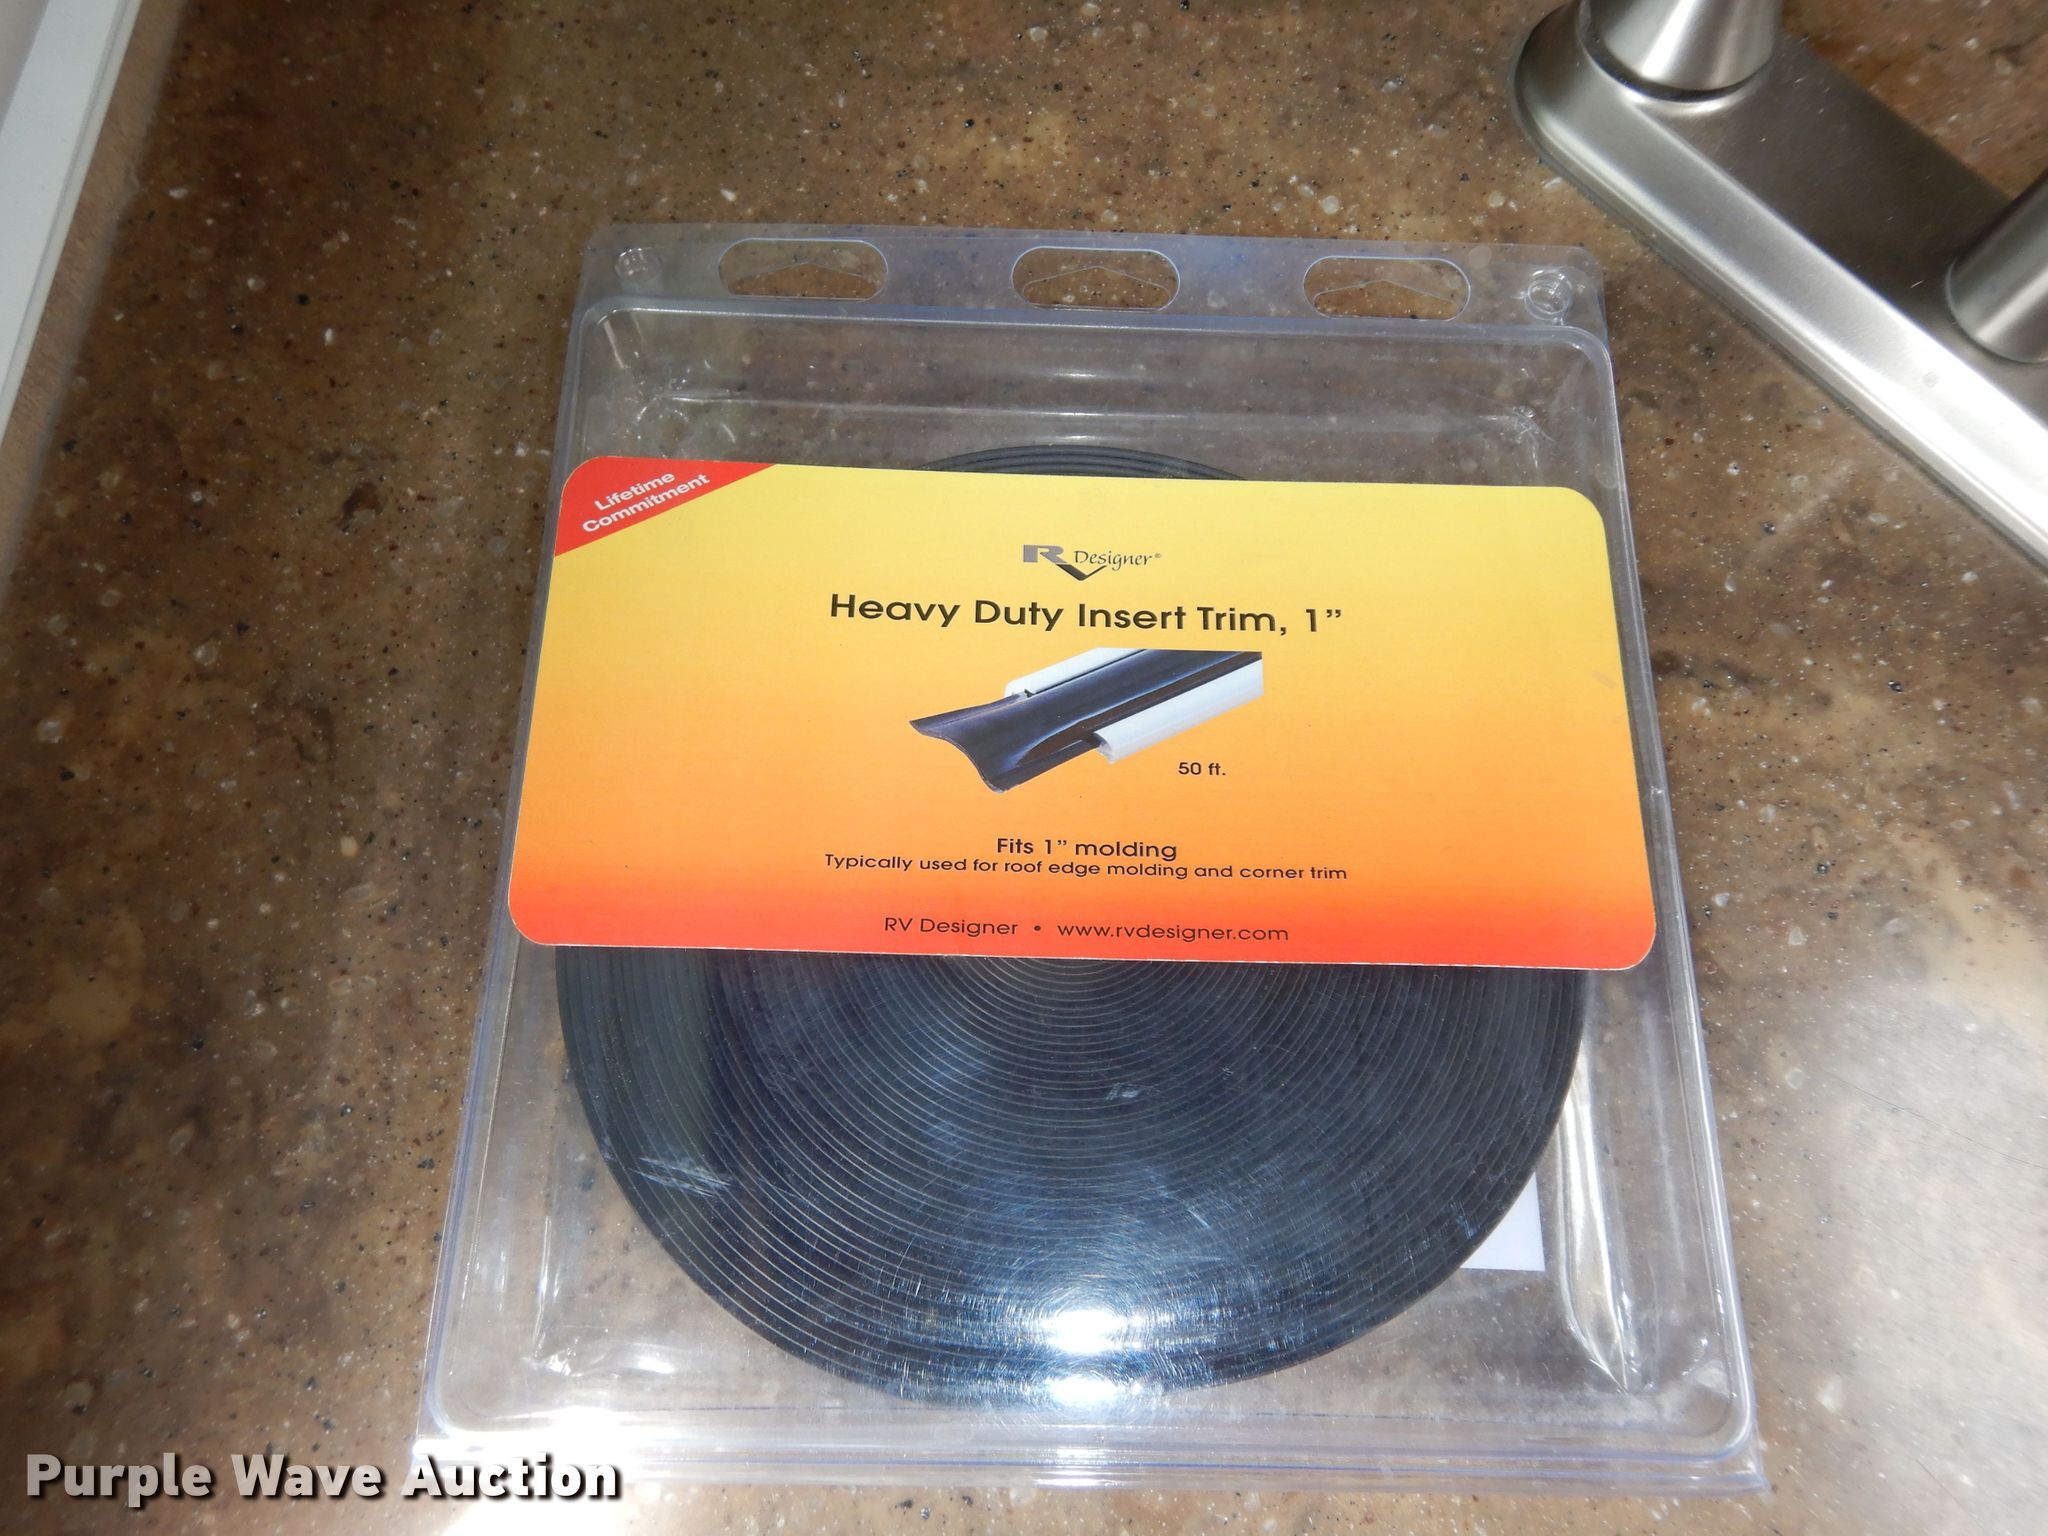 Lifetime
Commitment
RV Designer®
Heavy Duty Insert Trim, 1”
50 ft.
Fits 1” molding
Typically used for roof edge molding and corner trim
RV Designer • www.rvdesigner.com
Purple Wave Auction